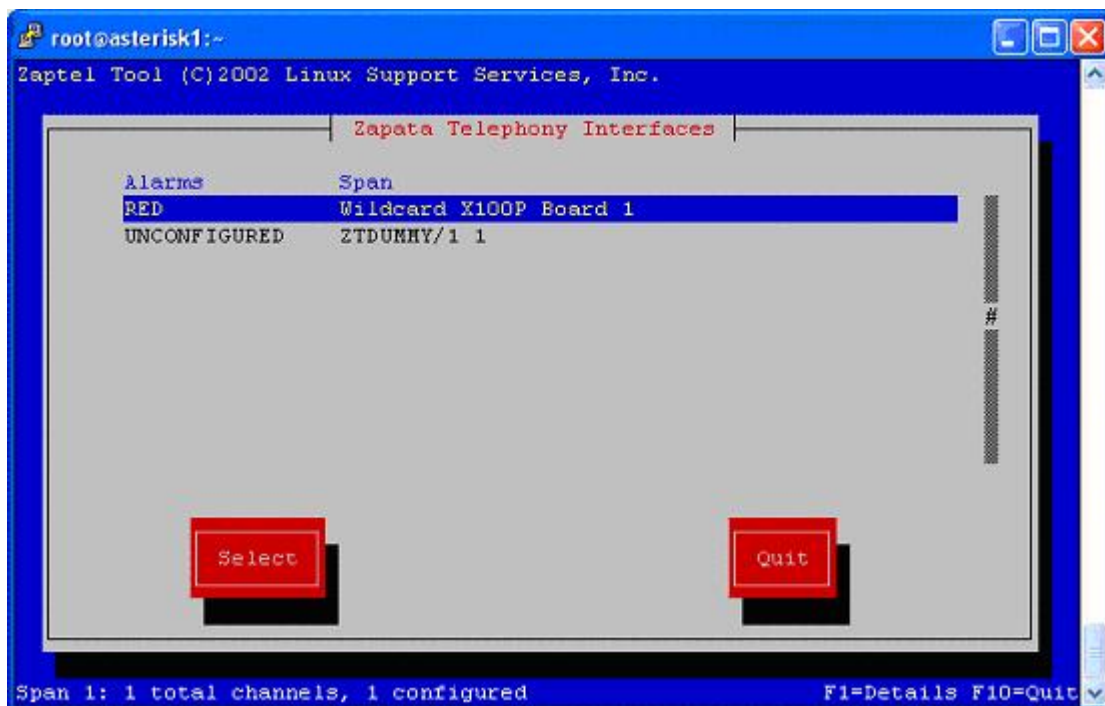 root@asterisk1:~
Zaptel Tool (C)2002 Linux Support Services, Inc.
Zapata Telephony Interfaces
Alarms Span
RED Wildcard X100P Board 1
UNCONFIGURED ZTDUMMY/1 1
#
Select Quit
Span 1: 1 total channels, 1 configured F1=Details F10=Quit